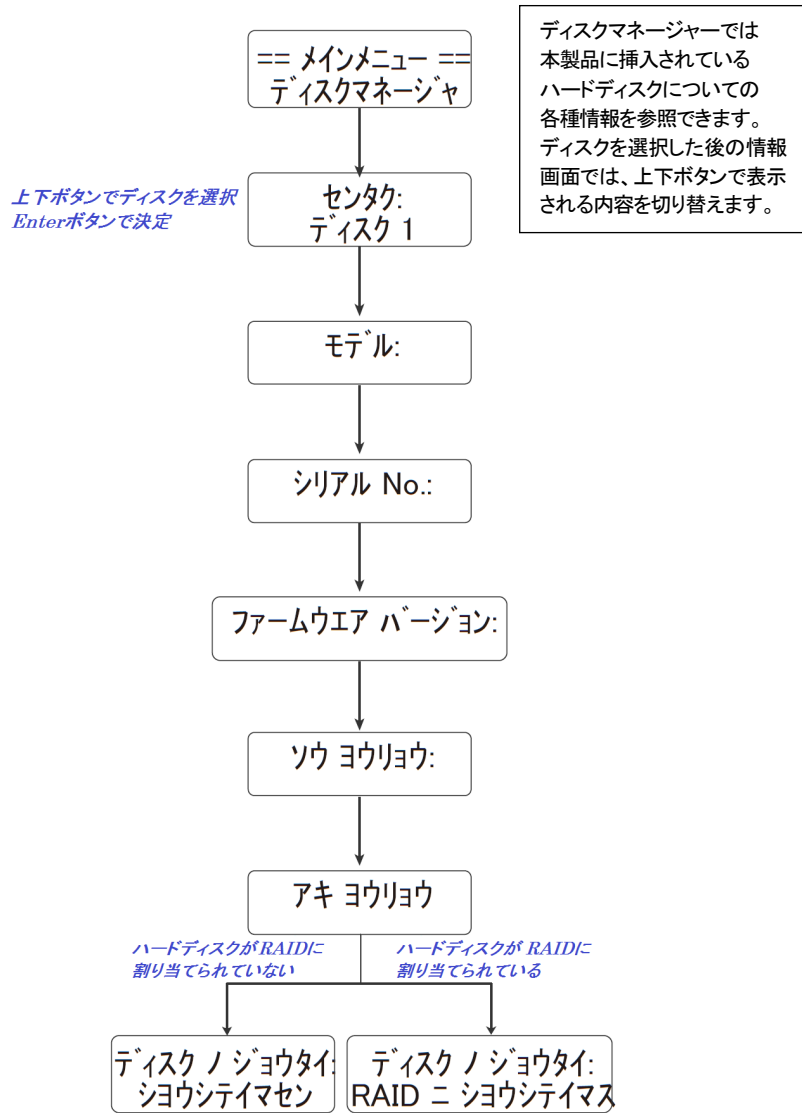 == メインメニュー ==
ディスクマネージャ
ディスクマネージャーでは
本製品に挿入されている
ハードディスクについての
各種情報を参照できます。
ディスクを選択した後の情報
画面では、上下ボタンで表示
される内容を切り替えます。
上下ボタンでディスクを選択
Enterボタンで決定
センタク:
ディスク 1
モデル:
シリアル No.:
ファームウエア バージョン:
ソウ ヨウリョウ:
アキ ヨウリョウ
ハードディスクがRAIDに
割り当てられていない
ハードディスクが RAIDに
割り当てられている
ディスク ノ ジョウタイ:
シヨウシテイマセン
ディスク ノ ジョウタイ:
RAID ニ シヨウシテイマス